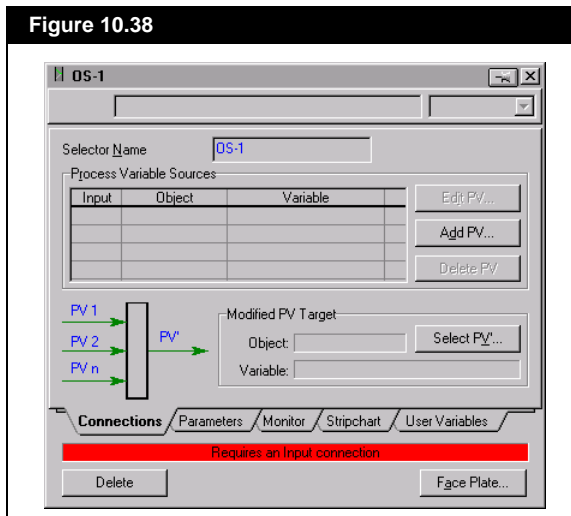 Figure 10.38
OS-1
Selector Name OS-1
Process Variable Sources
Input Object Variable
Edit PV...
Add PV...
Delete PV
PV 1
PV 2
PV n
PV'
Modified PV Target
Object:
Select PV'...
Variable:
Connections Parameters Monitor Stripchart User Variables
Requires an Input connection
Delete Face Plate...